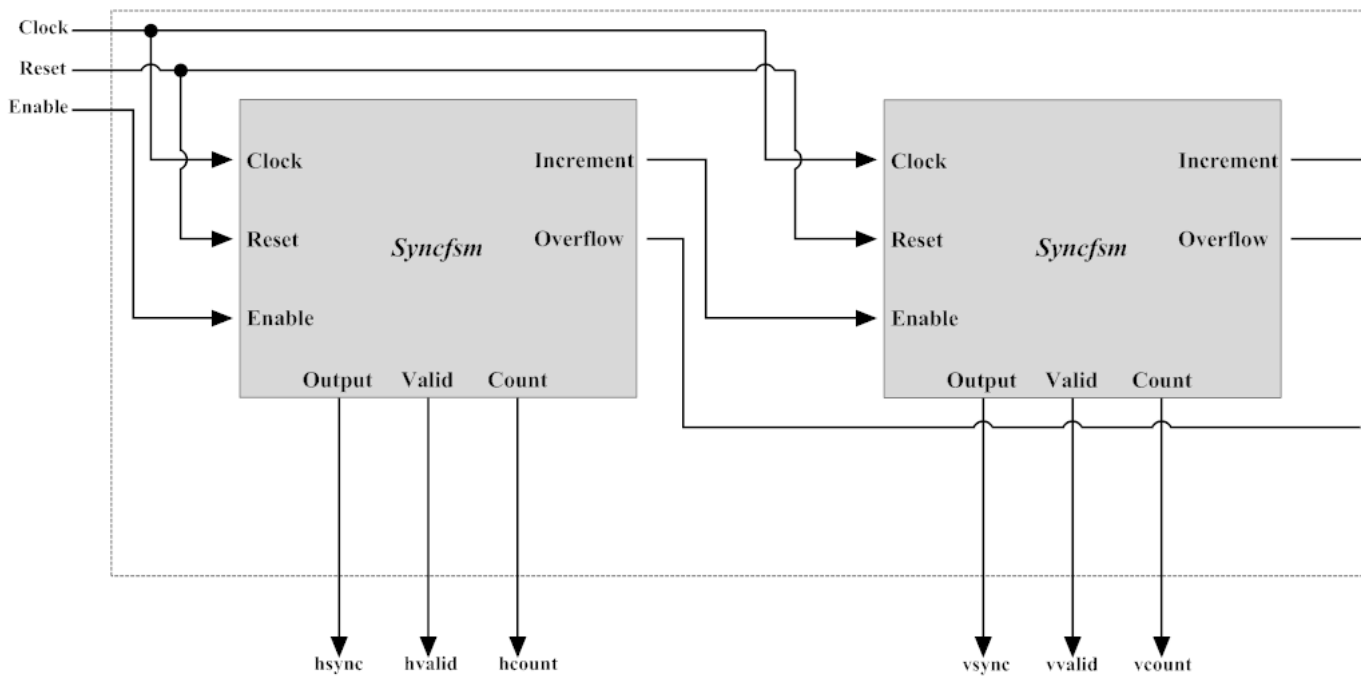 Clock
Reset
Enable
Clock Increment Clock Increment
Reset Syncfsm Overflow Reset Syncfsm Overflow
Enable Enable
Output Valid Count Output Valid Count
hsync hvalid hcount vsync vvalid vcount